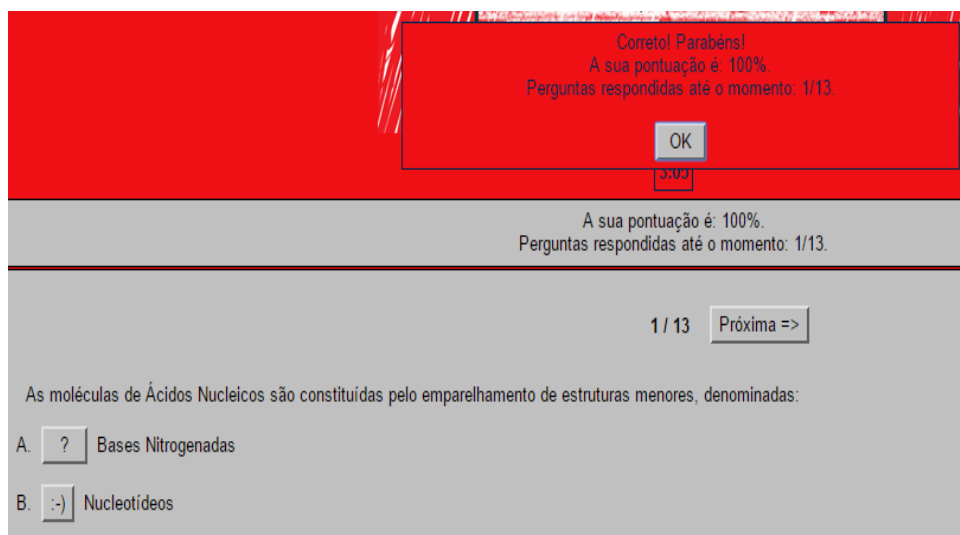 Correto! Parabéns!
A sua pontuação é: 100%.
Perguntas respondidas até o momento: 1/13.
OK
3:05
A sua pontuação é: 100%.
Perguntas respondidas até o momento: 1/13.
1 / 13 Próxima =>
As moléculas de Ácidos Nucleicos são constituídas pelo emparelhamento de estruturas menores, denominadas:
A. ? Bases Nitrogenadas
B. :-) Nucleotídeos